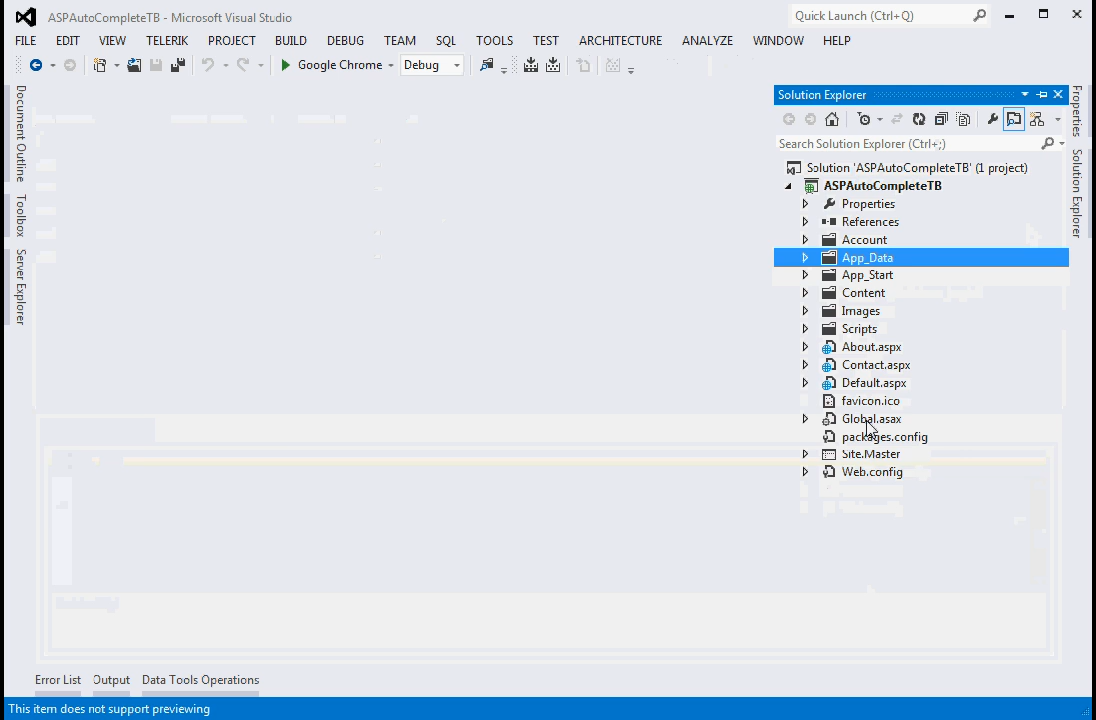 ASPAutoCompleteTB - Microsoft Visual Studio
Quick Launch (Ctrl+Q)
FILE EDIT VIEW TELERIK PROJECT BUILD DEBUG TEAM SQL TOOLS TEST ARCHITECTURE ANALYZE WINDOW HELP
Google Chrome Debug
Document Outline
Toolbox
Server Explorer
Solution Explorer
Search Solution Explorer (Ctrl+;)
Solution 'ASPAutoCompleteTB' (1 project)
ASPAutoCompleteTB
Properties
References
Account
App_Data
App_Start
Content
Images
Scripts
About.aspx
Contact.aspx
Default.aspx
favicon.ico
Global.asax
packages.config
Site.Master
Web.config
Properties
Solution Explorer
Error List Output Data Tools Operations
This item does not support previewing